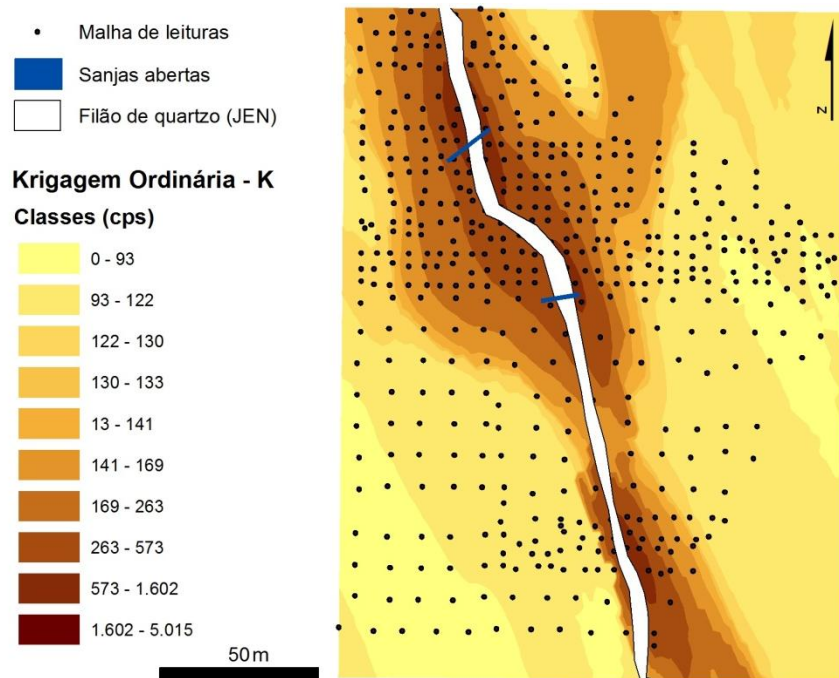 Malha de leituras
Sanjas abertas
Filão de quartzo (JEN)
Krigagem Ordinária - K
Classes (cps)
0 - 93
93 - 122
122 - 130
130 - 133
13 - 141
141 - 169
169 - 263
263 - 573
573 - 1.602
1.602 - 5.015
50m
N